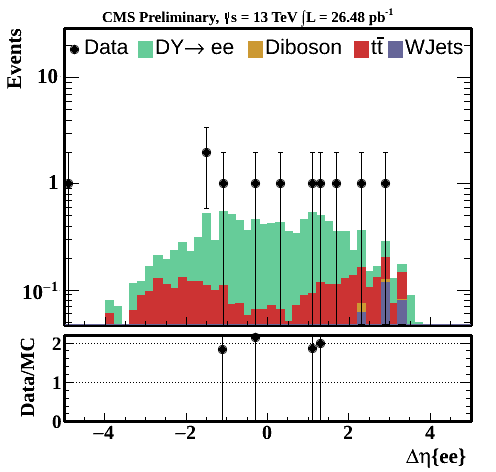 CMS Preliminary, √s = 13 TeV ∫L = 26.48 pb⁻¹
Events
Data DY→ ee Diboson tt̄ WJets
10
1
10⁻¹
Data/MC
2
1
0
−4 −2 0 2 4
Δη{ee}